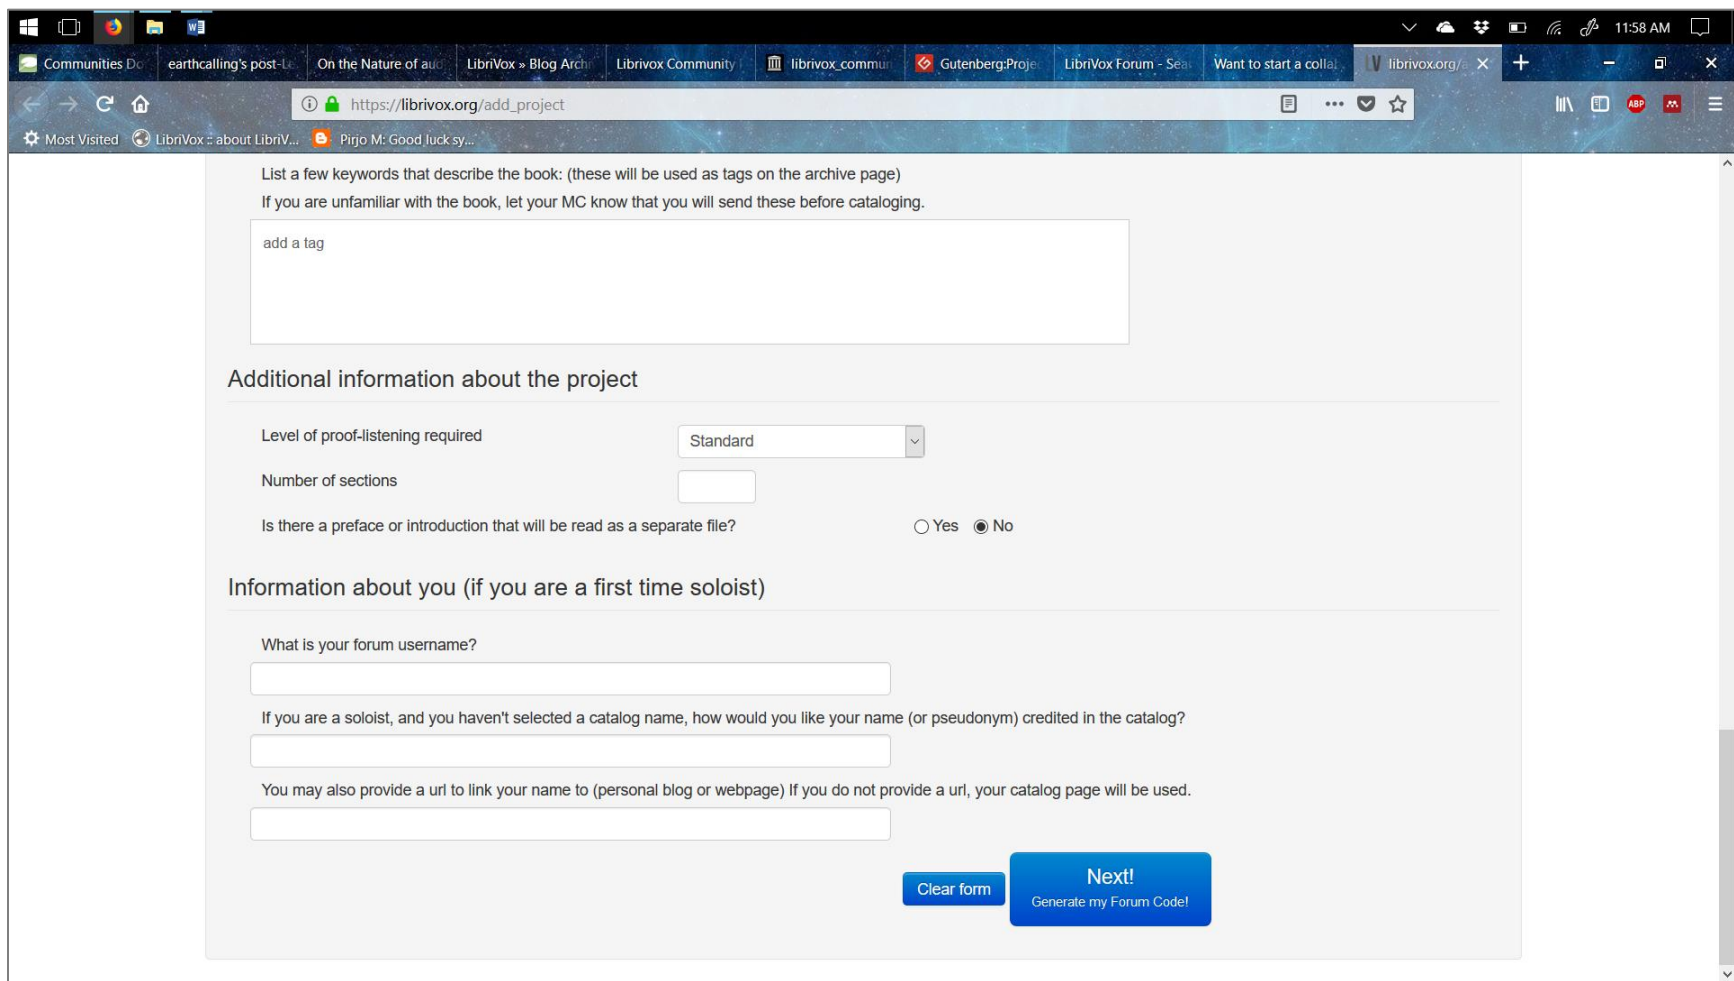 11:58 AM
Communities Do
earthcalling's post-Le
On the Nature of aud
LibriVox » Blog Archi
Librivox Community
librivox_commun
Gutenberg:Proje
LibriVox Forum - Sea
Want to start a collab
librivox.org/a
https://librivox.org/add_project
ABP
Most Visited
LibriVox :: about LibriV...
Pirjo M: Good luck sy...
List a few keywords that describe the book: (these will be used as tags on the archive page)
If you are unfamiliar with the book, let your MC know that you will send these before cataloging.
add a tag
Additional information about the project
Level of proof-listening required
Standard
Number of sections
Is there a preface or introduction that will be read as a separate file?
Yes
No
Information about you (if you are a first time soloist)
What is your forum username?
If you are a soloist, and you haven't selected a catalog name, how would you like your name (or pseudonym) credited in the catalog?
You may also provide a url to link your name to (personal blog or webpage) If you do not provide a url, your catalog page will be used.
Clear form
Next!
Generate my Forum Code!